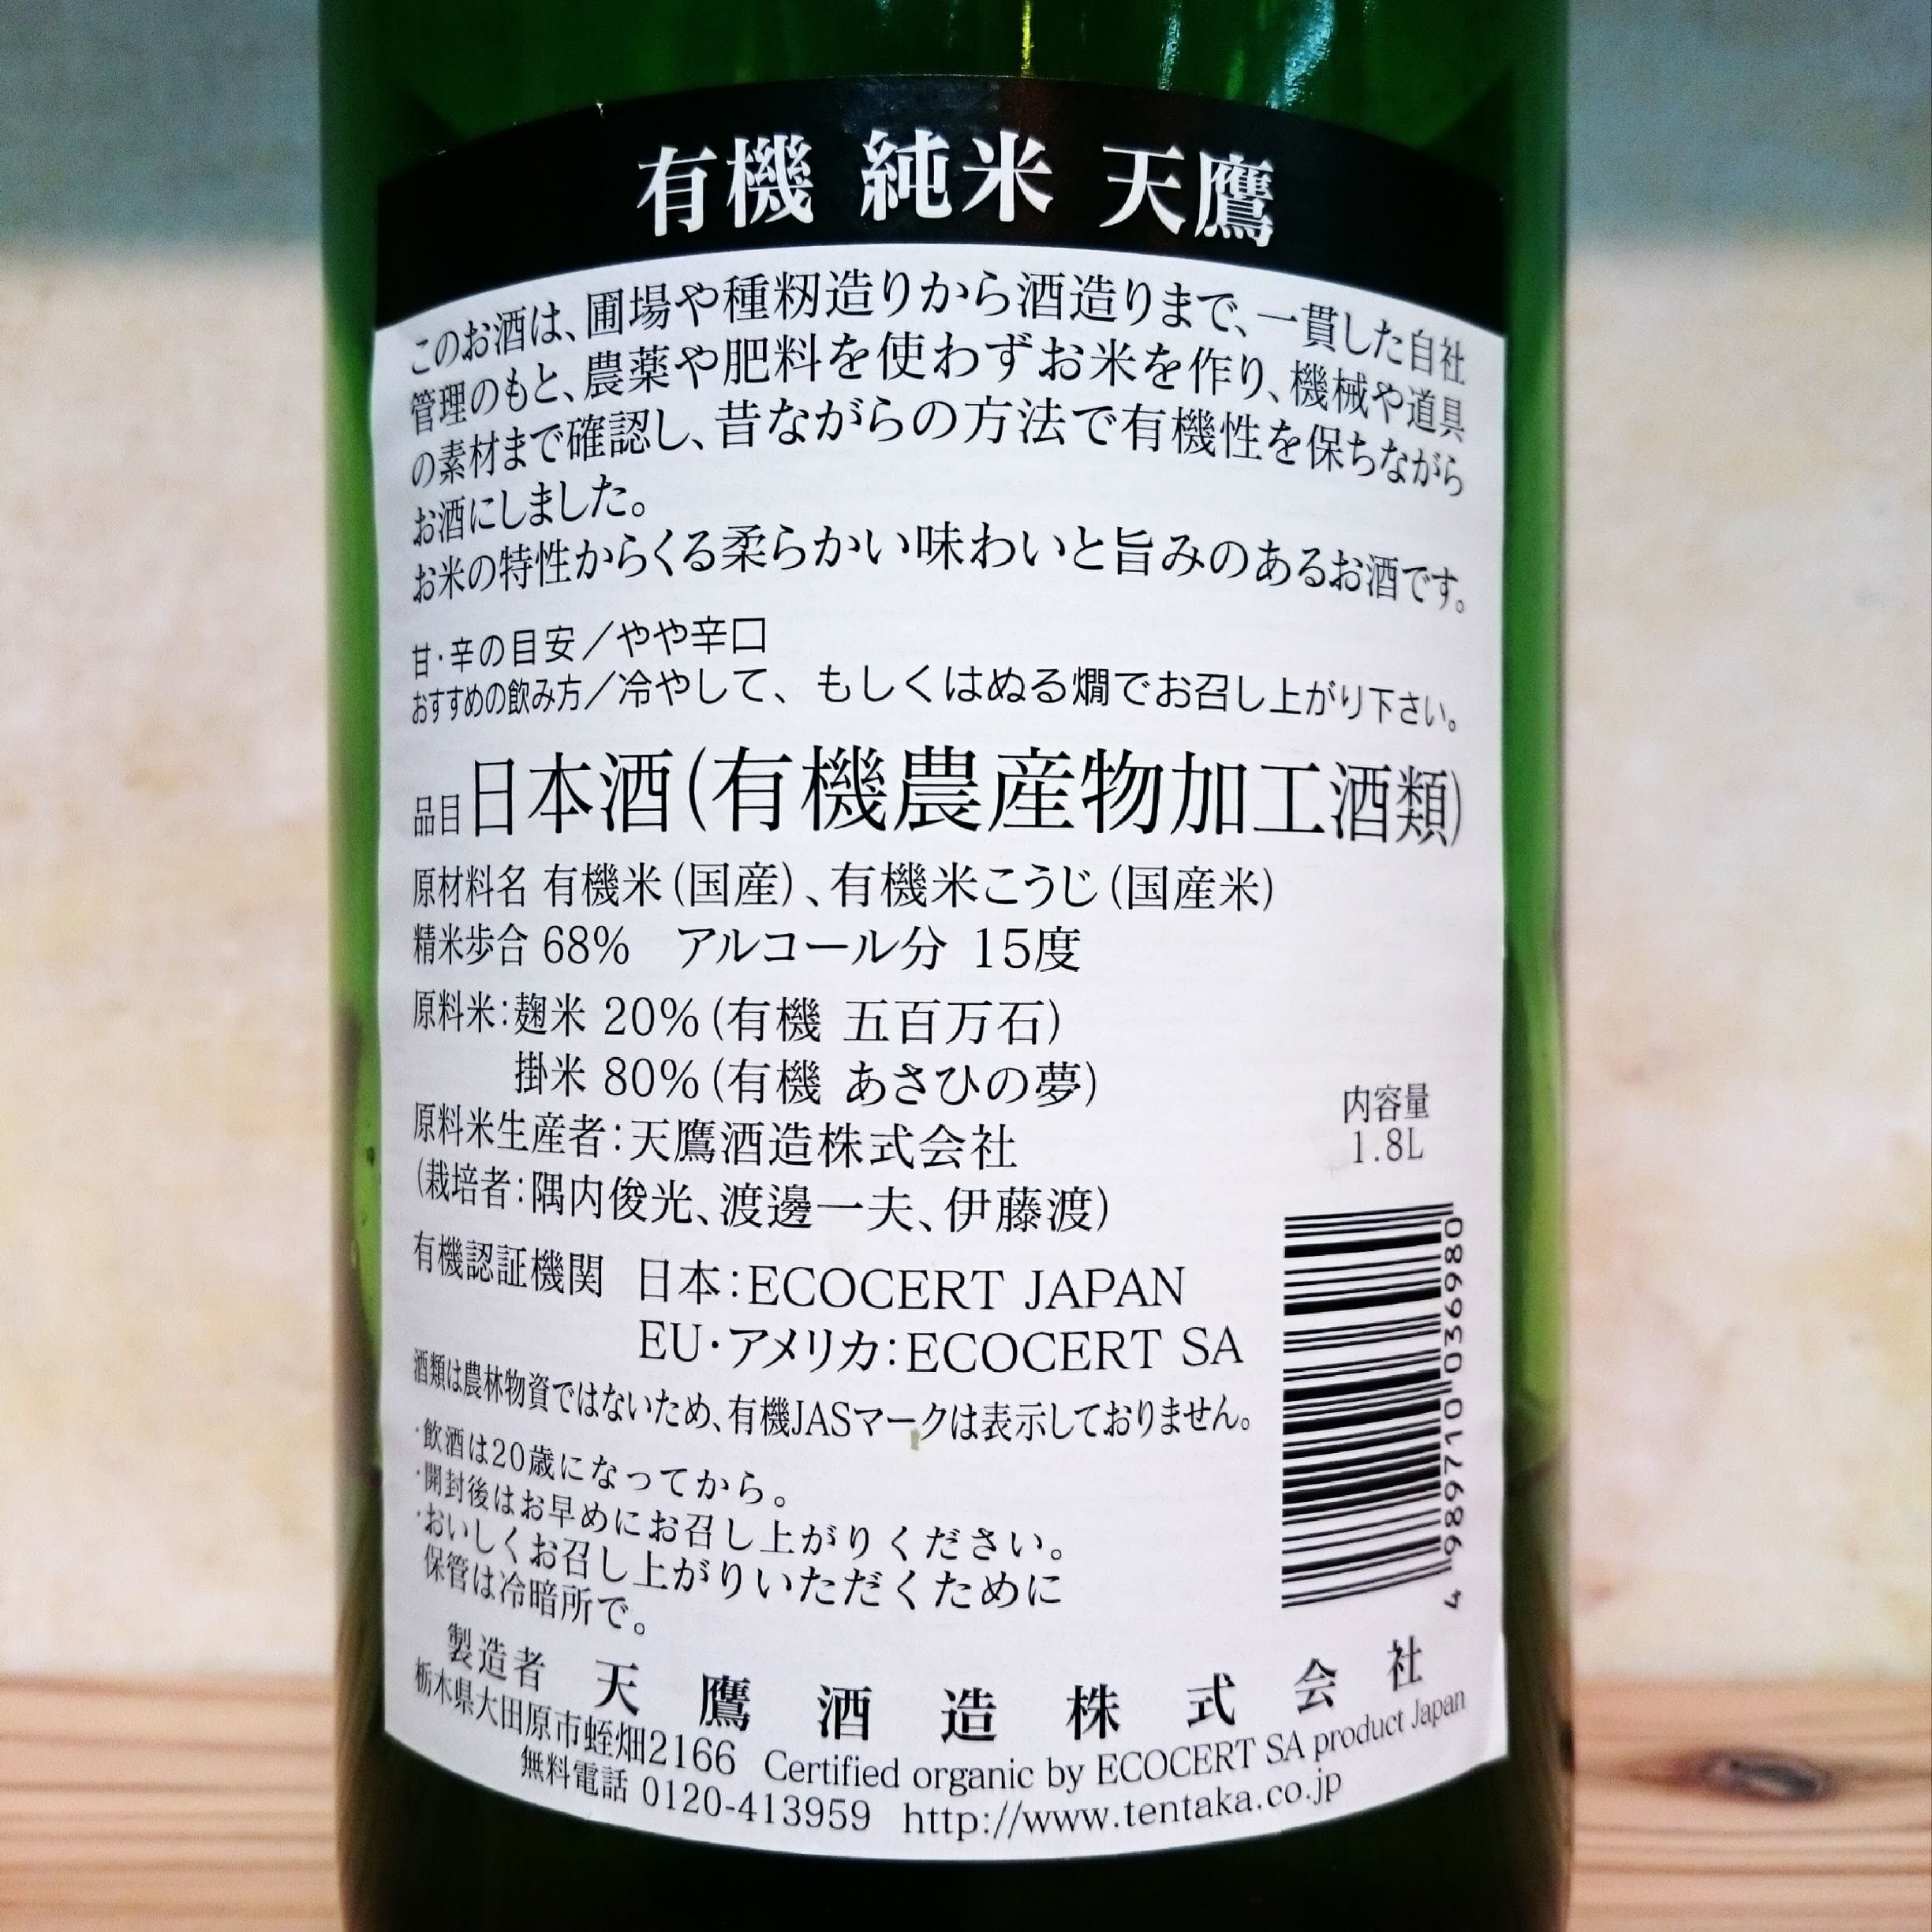 有機 純米 天鷹
このお酒は、圃場や種籾造りから酒造りまで、一貫した自社
管理のもと、農薬や肥料を使わずお米を作り、機械や道具
の素材まで確認し、昔ながらの方法で有機性を保ちながら
お酒にしました。
お米の特性からくる柔らかい味わいと旨みのあるお酒です。
甘・辛の目安／やや辛口
おすすめの飲み方／冷やして、もしくはぬる燗でお召し上がり下さい。
品目 日本酒(有機農産物加工酒類)
原材料名 有機米(国産)、有機米こうじ(国産米)
精米歩合 68% アルコール分 15度
原料米:麹米 20%(有機 五百万石)
掛米 80%(有機 あさひの夢)
原料米生産者:天鷹酒造株式会社
(栽培者:隅内俊光、渡邊一夫、伊藤渡)
内容量
1.8L
有機認証機関 日本:ECOCERT JAPAN
EU・アメリカ:ECOCERT SA
酒類は農林物資ではないため、有機JASマークは表示しておりません。
・飲酒は20歳になってから。
・開封後はお早めにお召し上がりください。
・おいしくお召し上がりいただくために
保管は冷暗所で。
4 989710 036980
製造者 天鷹酒造株式会社
栃木県大田原市蛭畑2166 Certified organic by ECOCERT SA product Japan
無料電話 0120-413959 http://www.tentaka.co.jp